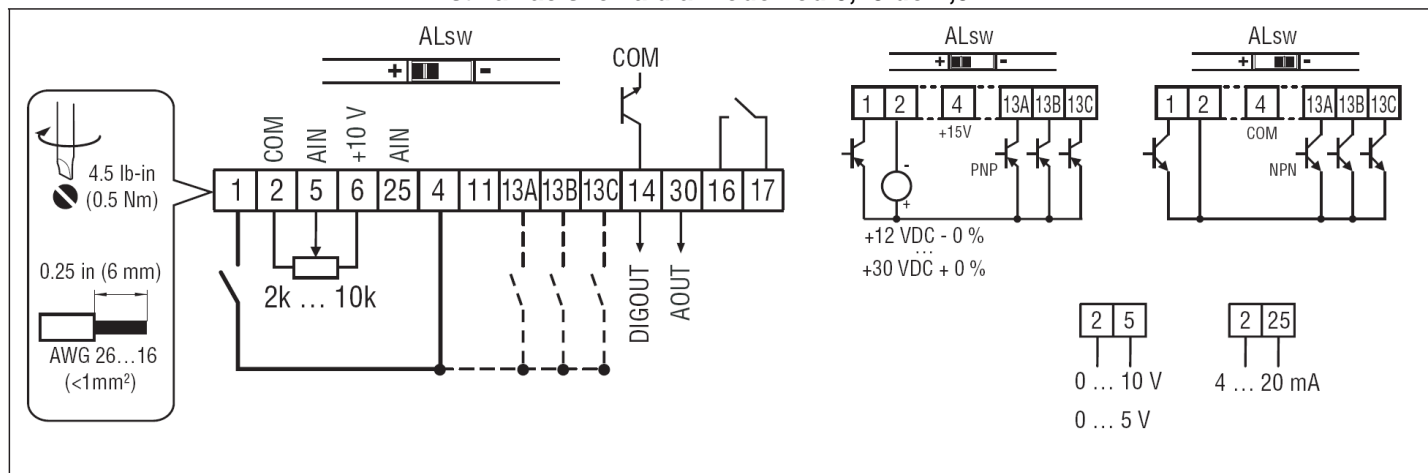 ALsw
+ -
COM
4.5 lb-in
(0.5 Nm)
0.25 in (6 mm)
AWG 26…16
(<1mm²)
COM
AIN
+10 V
AIN
1 2 5 6 25 4 11 13A 13B 13C 14 30 16 17
2k … 10k
DIGOUT
AOUT
ALsw
+ -
1 2 4 13A 13B 13C
+15V
PNP
-
+
+12 VDC - 0 %
…
+30 VDC + 0 %
ALsw
+ -
1 2 4 13A 13B 13C
COM
NPN
2 5
0 … 10 V
0 … 5 V
2 25
4 … 20 mA